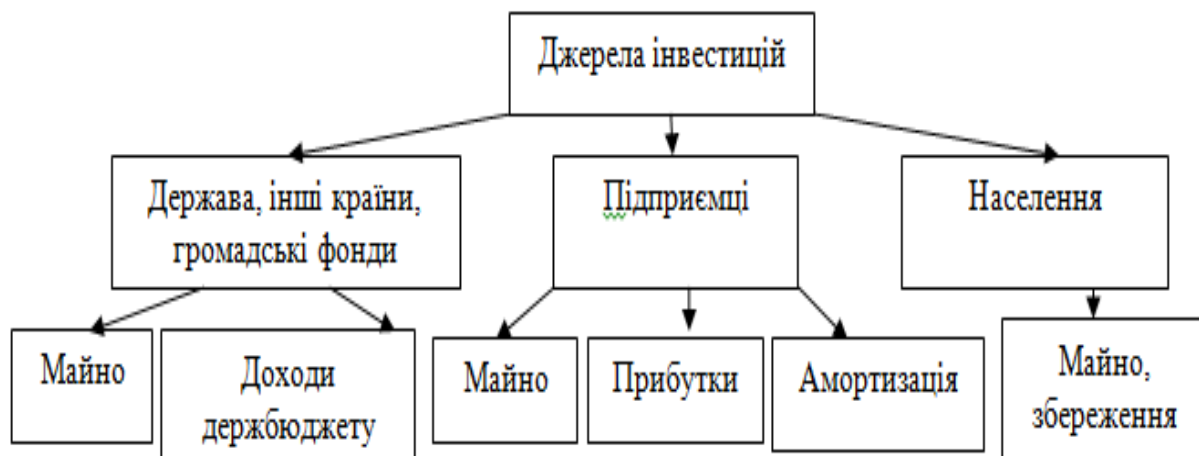 Джерела інвестицій
Держава, інші країни,
громадські фонди
Підприємці
Населення
Майно
Доходи
держбюджету
Майно
Прибутки
Амортизація
Майно,
збереження